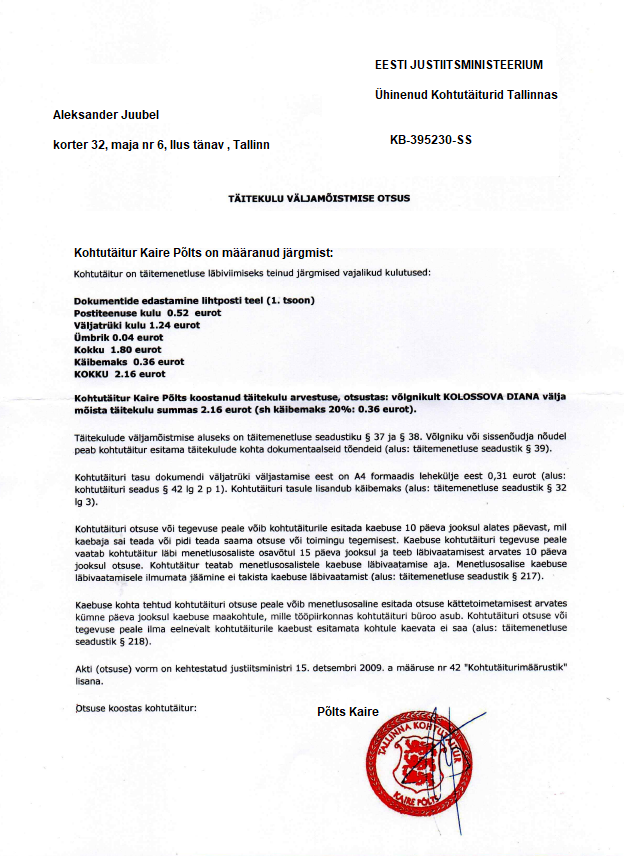 EESTI JUSTIITSMINISTEERIUM
Ühinenud Kohtutäiturid Tallinnas
Aleksander Juubel
KB-395230-SS
korter 32, maja nr 6, Ilus tänav , Tallinn
TÄITEKULU VÄLJAMÕISTMISE OTSUS
Kohtutäitur Kaire Põlts on määranud järgmist:
Kohtutäitur on täitemenetluse läbiviimiseks teinud järgmised vajalikud kulutused:
Dokumentide edastamine lihtposti teel (1. tsoon)
Postiteenuse kulu 0.52 eurot
Väljatrüki kulu 1.24 eurot
Ümbrik 0.04 eurot
Kokku 1.80 eurot
Käibemaks 0.36 eurot
KOKKU 2.16 eurot
Kohtutäitur Kaire Põlts koostanud täitekulu arvestuse, otsustas: võlgnikult KOLOSSOVA DIANA välja
mõista täitekulu summas 2.16 eurot (sh käibemaks 20%: 0.36 eurot).
Täitekulude väljamõistmise aluseks on täitemenetluse seadustiku § 37 ja § 38. Võlgniku või sissenõudja nõudel
peab kohtutäitur esitama täitekulude kohta dokumentaalseid tõendeid (alus: täitemenetluse seadustik § 39).
Kohtutäituri tasu dokumendi väljatrüki väljastamise eest on A4 formaadis lehekülje eest 0,31 eurot (alus:
kohtutäituri seadus § 42 lg 2 p 1). Kohtutäituri tasule lisandub käibemaks (alus: täitemenetluse seadustik § 32
lg 3).
Kohtutäituri otsuse või tegevuse peale võib kohtutäiturile esitada kaebuse 10 päeva jooksul alates päevast, mil
kaebaja sai teada või pidi teada saama otsuse või toimingu tegemisest. Kaebuse kohtutäituri tegevuse peale
vaatab kohtutäitur läbi menetlusosaliste osavõtul 15 päeva jooksul ja teeb läbivaatamisest arvates 10 päeva
jooksul otsuse. Kohtutäitur teatab menetlusosalistele kaebuse läbivaatamise aja. Menetlusosalise kaebuse
läbivaatamisele ilmumata jäämine ei takista kaebuse läbivaatamist (alus: täitemenetluse seadustik § 217).
Kaebuse kohta tehtud kohtutäituri otsuse peale võib menetlusosaline esitada otsuse kättetoimetamisest arvates
kümne päeva jooksul kaebuse maakohtule, mille tööpiirkonnas kohtutäituri büroo asub. Kohtutäituri otsuse või
tegevuse peale ilma eelnevalt kohtutäiturile kaebust esitamata kohtule kaevata ei saa (alus: täitemenetluse
seadustik § 218).
Akti (otsuse) vorm on kehtestatud justiitsministri 15. detsembri 2009. a määruse nr 42 "Kohtutäiturimäärustik"
lisana.
Otsuse koostas kohtutäitur:
Põlts Kaire
TALLINNA KOHTUTÄITUR
KAIRE PÕLTS